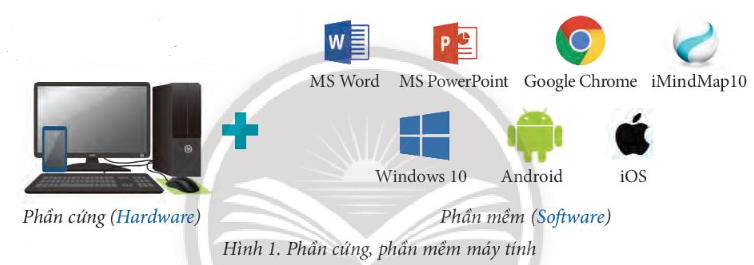 MS Word MS PowerPoint Google Chrome iMindMap10
Windows 10 Android iOS
Phần cứng (Hardware) Phần mềm (Software)
Hình 1. Phần cứng, phần mềm máy tính